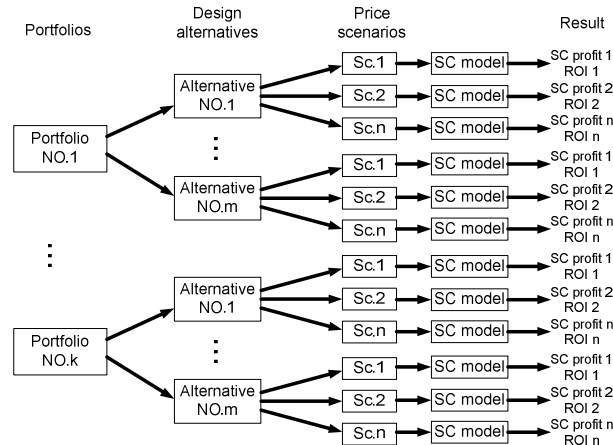 Portfolios
Design
alternatives
Price
scenarios
Result
Portfolio
NO.1
Alternative
NO.1
Sc.1
SC model
SC profit 1
ROI 1
Sc.2
SC model
SC profit 2
ROI 2
Sc.n
SC model
SC profit n
ROI n
Alternative
NO.m
Sc.1
SC model
SC profit 1
ROI 1
Sc.2
SC model
SC profit 2
ROI 2
Sc.n
SC model
SC profit n
ROI n
Portfolio
NO.k
Alternative
NO.1
Sc.1
SC model
SC profit 1
ROI 1
Sc.2
SC model
SC profit 2
ROI 2
Sc.n
SC model
SC profit n
ROI n
Alternative
NO.m
Sc.1
SC model
SC profit 1
ROI 1
Sc.2
SC model
SC profit 2
ROI 2
Sc.n
SC model
SC profit n
ROI n